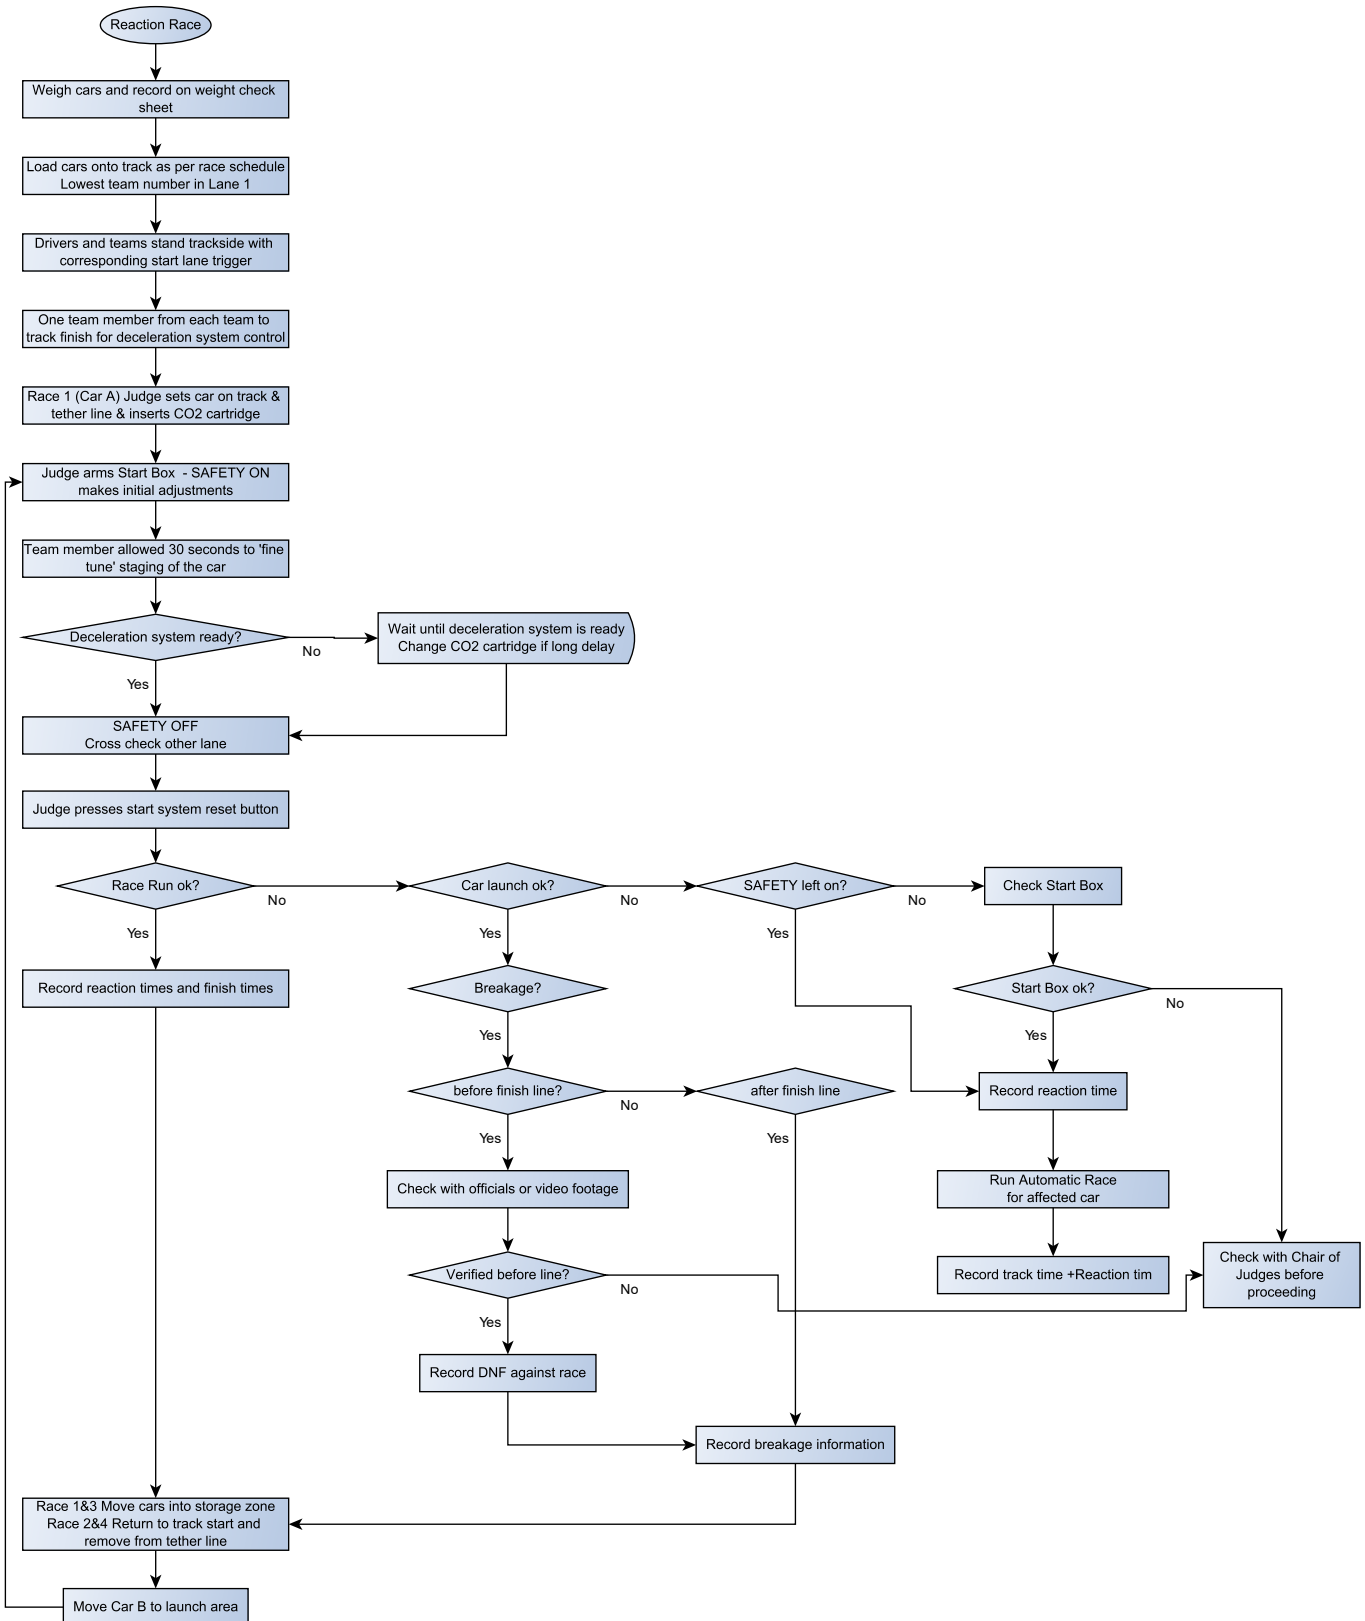 Reaction Race
Weigh cars and record on weight check
sheet
Load cars onto track as per race schedule
Lowest team number in Lane 1
Drivers and teams stand trackside with
corresponding start lane trigger
One team member from each team to
track finish for deceleration system control
Race 1 (Car A) Judge sets car on track &
tether line & inserts CO2 cartridge
Judge arms Start Box - SAFETY ON
makes initial adjustments
Team member allowed 30 seconds to 'fine
tune' staging of the car
Deceleration system ready?
No
Wait until deceleration system is ready
Change CO2 cartridge if long delay
Yes
SAFETY OFF
Cross check other lane
Judge presses start system reset button
Race Run ok?
No
Car launch ok?
No
SAFETY left on?
No
Check Start Box
Yes
Yes
Yes
Record reaction times and finish times
Breakage?
Start Box ok?
No
Yes
Yes
before finish line?
No
after finish line
Record reaction time
Yes
Yes
Check with officials or video footage
Run Automatic Race
for affected car
Verified before line?
No
Record track time +Reaction tim
Check with Chair of
Judges before
proceeding
Yes
Record DNF against race
Record breakage information
Race 1&3 Move cars into storage zone
Race 2&4 Return to track start and
remove from tether line
Move Car B to launch area